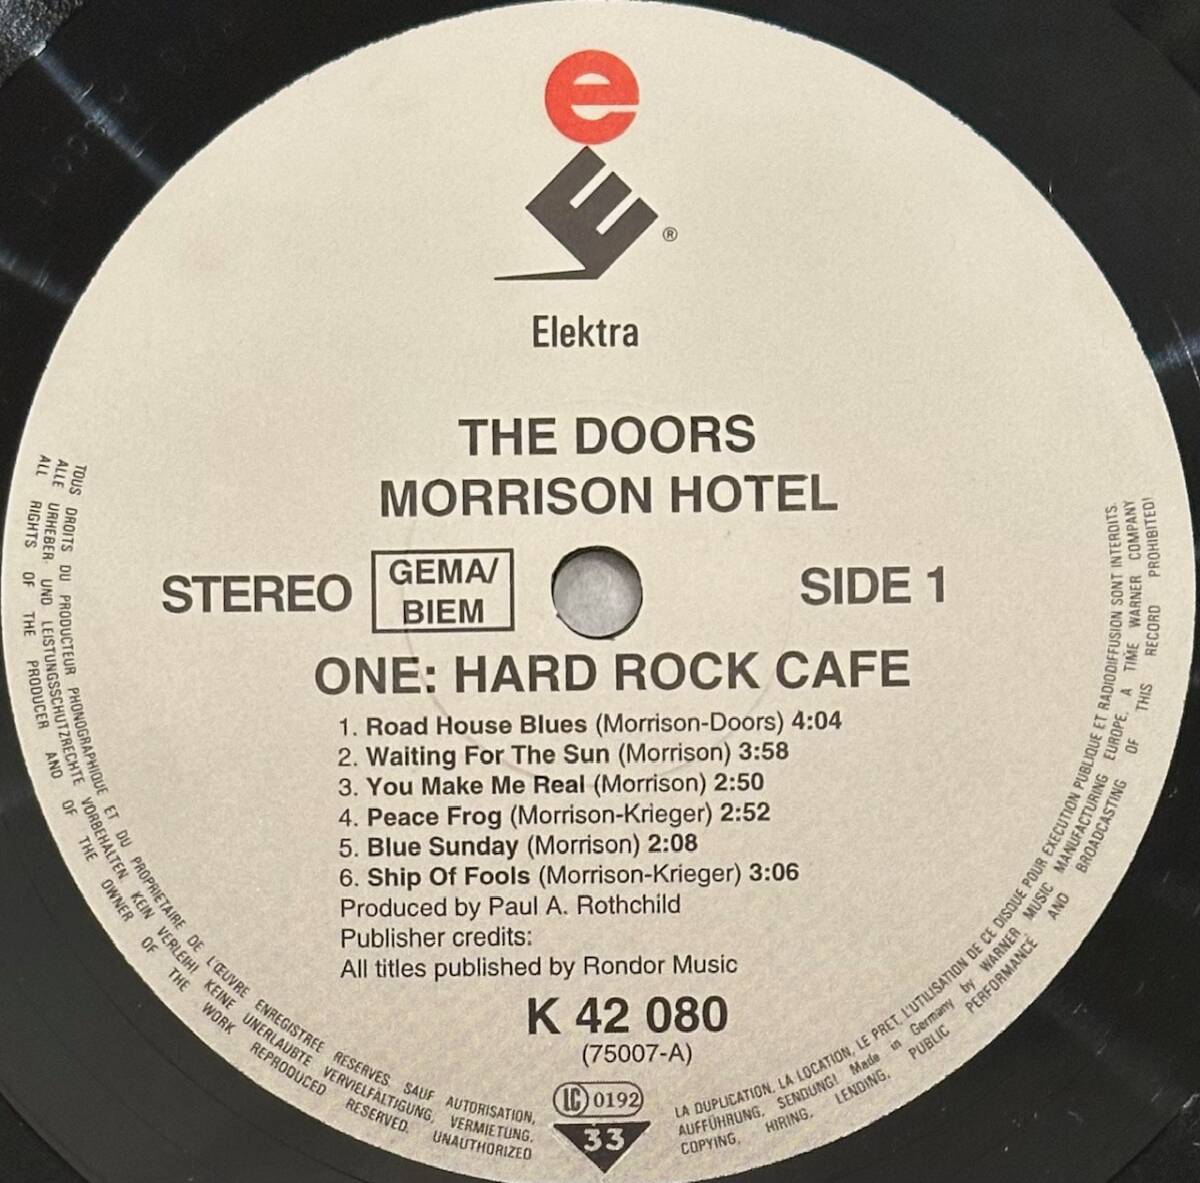 e
E ®
Elektra
THE DOORS
MORRISON HOTEL
STEREO GEMA/ BIEM SIDE 1
ONE: HARD ROCK CAFE
1. Road House Blues (Morrison-Doors) 4:04
2. Waiting For The Sun (Morrison) 3:58
3. You Make Me Real (Morrison) 2:50
4. Peace Frog (Morrison-Krieger) 2:52
5. Blue Sunday (Morrison) 2:08
6. Ship Of Fools (Morrison-Krieger) 3:06
Produced by Paul A. Rothchild
Publisher credits:
All titles published by Rondor Music
K 42 080
(75007-A)
LC 0192
33
TOUS DROITS DU PRODUCTEUR PHONOGRAPHIQUE ET DU PROPRIETAIRE DE L'ŒUVRE ENREGISTREE RESERVES. SAUF AUTORISATION,
LA DUPLICATION, LA LOCATION, LE PRET, L'UTILISATION DE CE DISQUE POUR EXECUTION PUBLIQUE ET RADIODIFFUSION SONT INTERDITS.
ALLE URHEBER- UND LEISTUNGSSCHUTZRECHTE VORBEHALTEN. KEIN VERLEIH! KEINE UNERLAUBTE VERVIELFÄLTIGUNG, VERMIETUNG,
AUFFÜHRUNG, SENDUNG! Made in Germany by WARNER MUSIC MANUFACTURING EUROPE. A TIME WARNER COMPANY
ALL RIGHTS OF THE PRODUCER AND OF THE OWNER OF THE WORK REPRODUCED RESERVED. UNAUTHORIZED
COPYING, HIRING, LENDING, PUBLIC PERFORMANCE AND BROADCASTING OF THIS RECORD PROHIBITED!